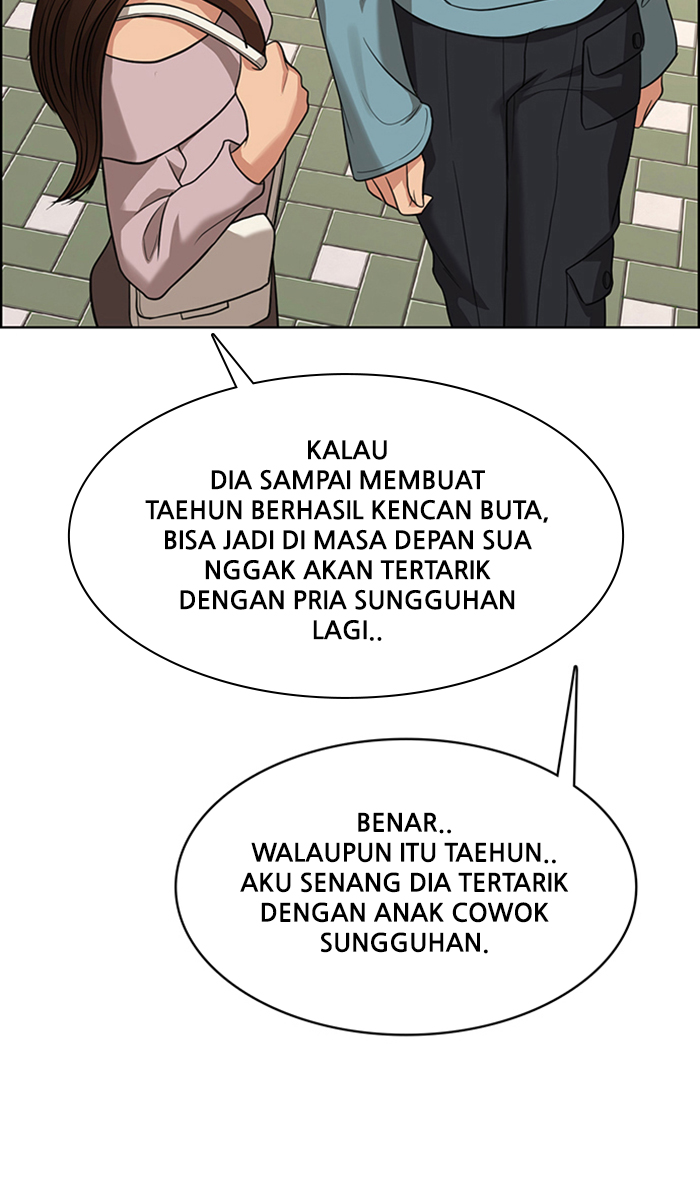 KALAU
DIA SAMPAI MEMBUAT
TAEHUN BERHASIL KENCAN BUTA,
BISA JADI DI MASA DEPAN SUA
NGGAK AKAN TERTARIK
DENGAN PRIA SUNGGUHAN
LAGI..
BENAR..
WALAUPUN ITU TAEHUN..
AKU SENANG DIA TERTARIK
DENGAN ANAK COWOK
SUNGGUHAN.